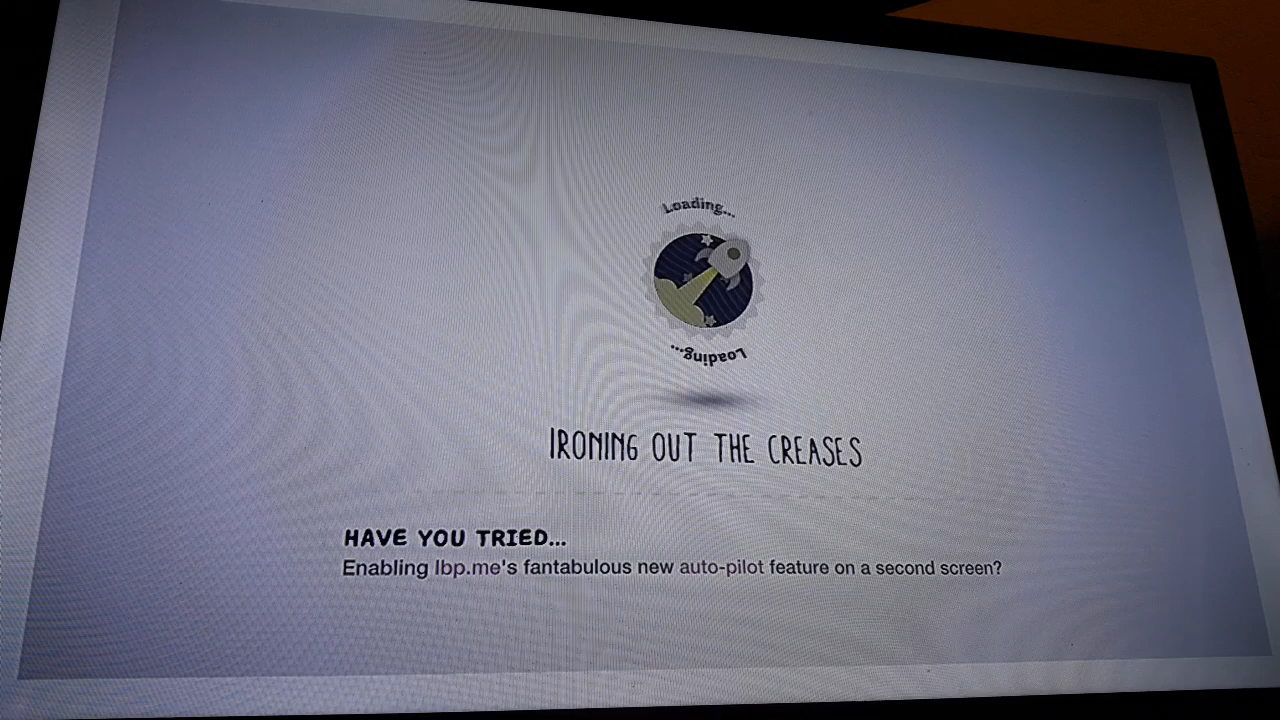 Loading...
Loading...
IRONING OUT THE CREASES
HAVE YOU TRIED...
Enabling lbp.me's fantabulous new auto-pilot feature on a second screen?